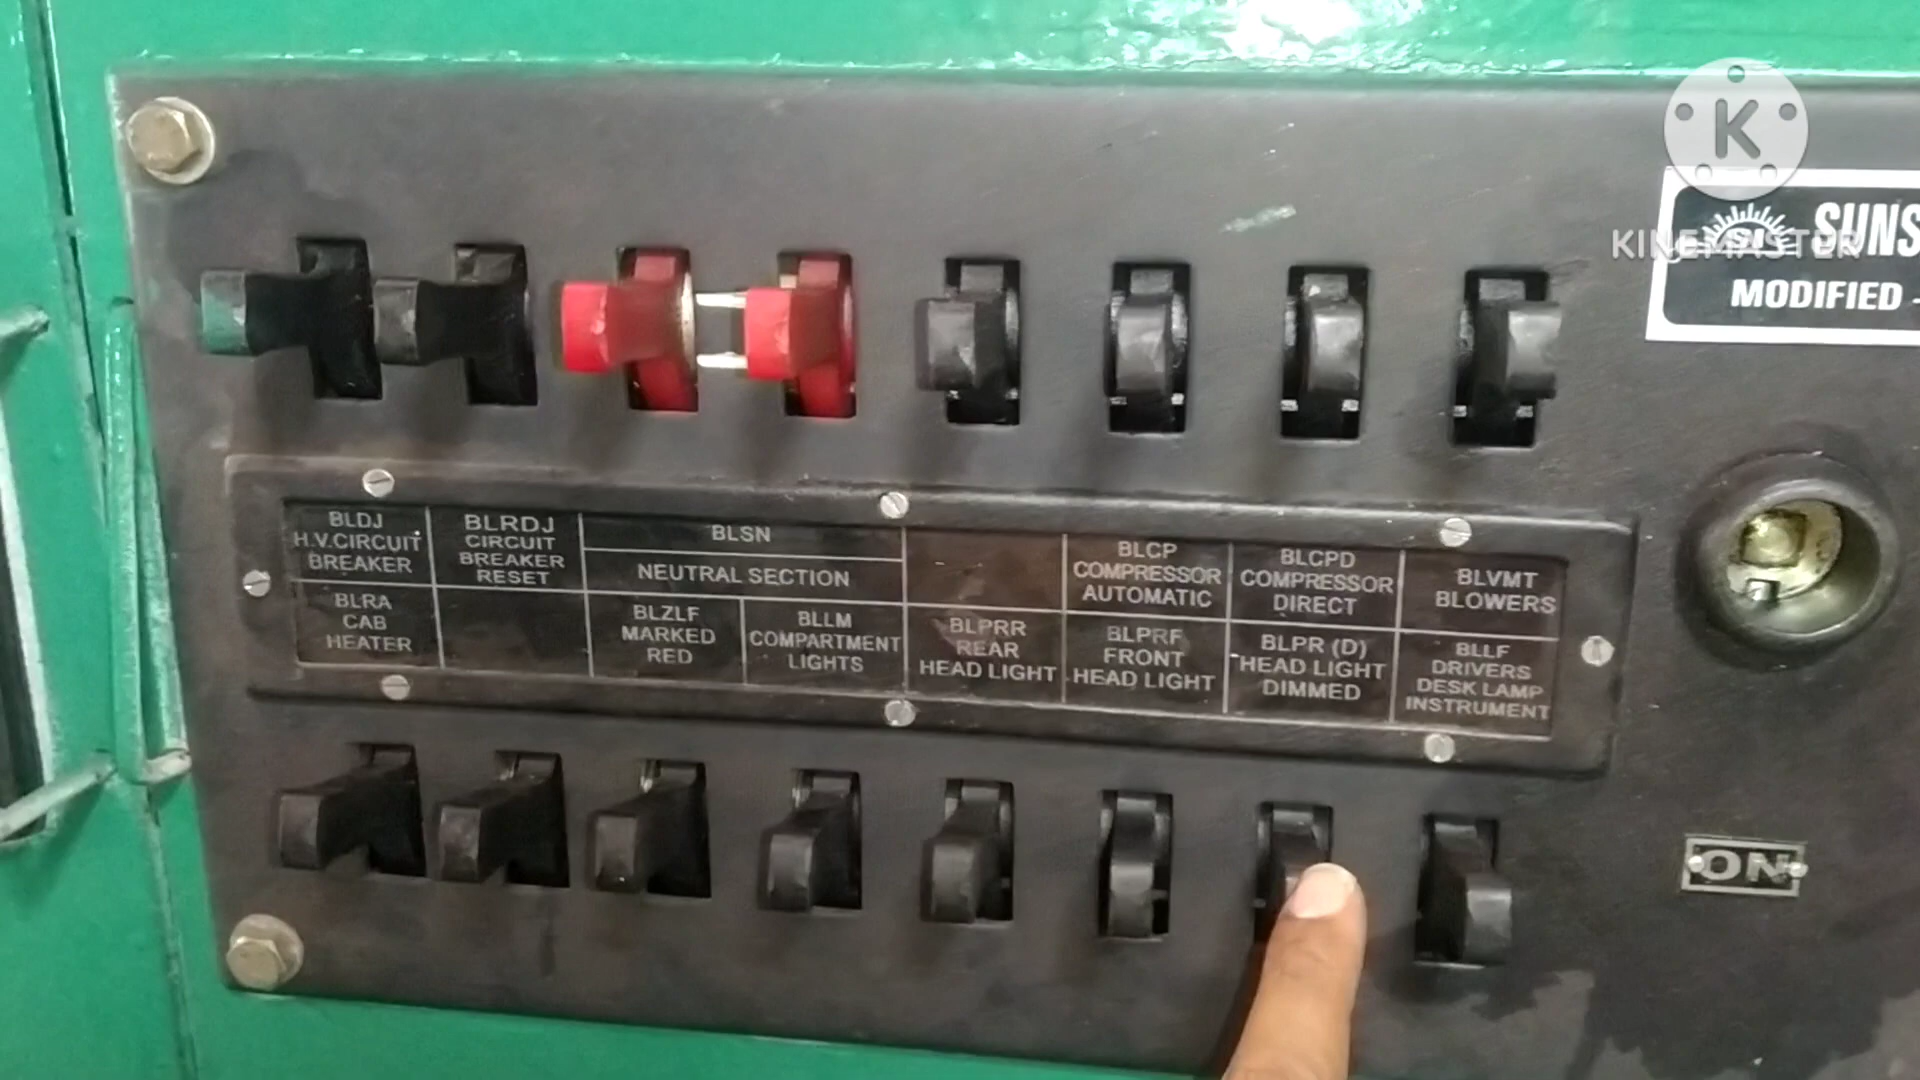 KINEMASTER
SUNS
MODIFIED -
BLDJ
H.V.CIRCUIT
BREAKER
BLRDJ
CIRCUIT
BREAKER
RESET
BLSN
NEUTRAL SECTION
BLCP
COMPRESSOR
AUTOMATIC
BLCPD
COMPRESSOR
DIRECT
BLVMT
BLOWERS
BLRA
CAB
HEATER
BLZLF
MARKED
RED
BLLM
COMPARTMENT
LIGHTS
BLPRR
REAR
HEAD LIGHT
BLPRF
FRONT
HEAD LIGHT
BLPR (D)
HEAD LIGHT
DIMMED
BLLF
DRIVERS
DESK LAMP
INSTRUMENT
ON